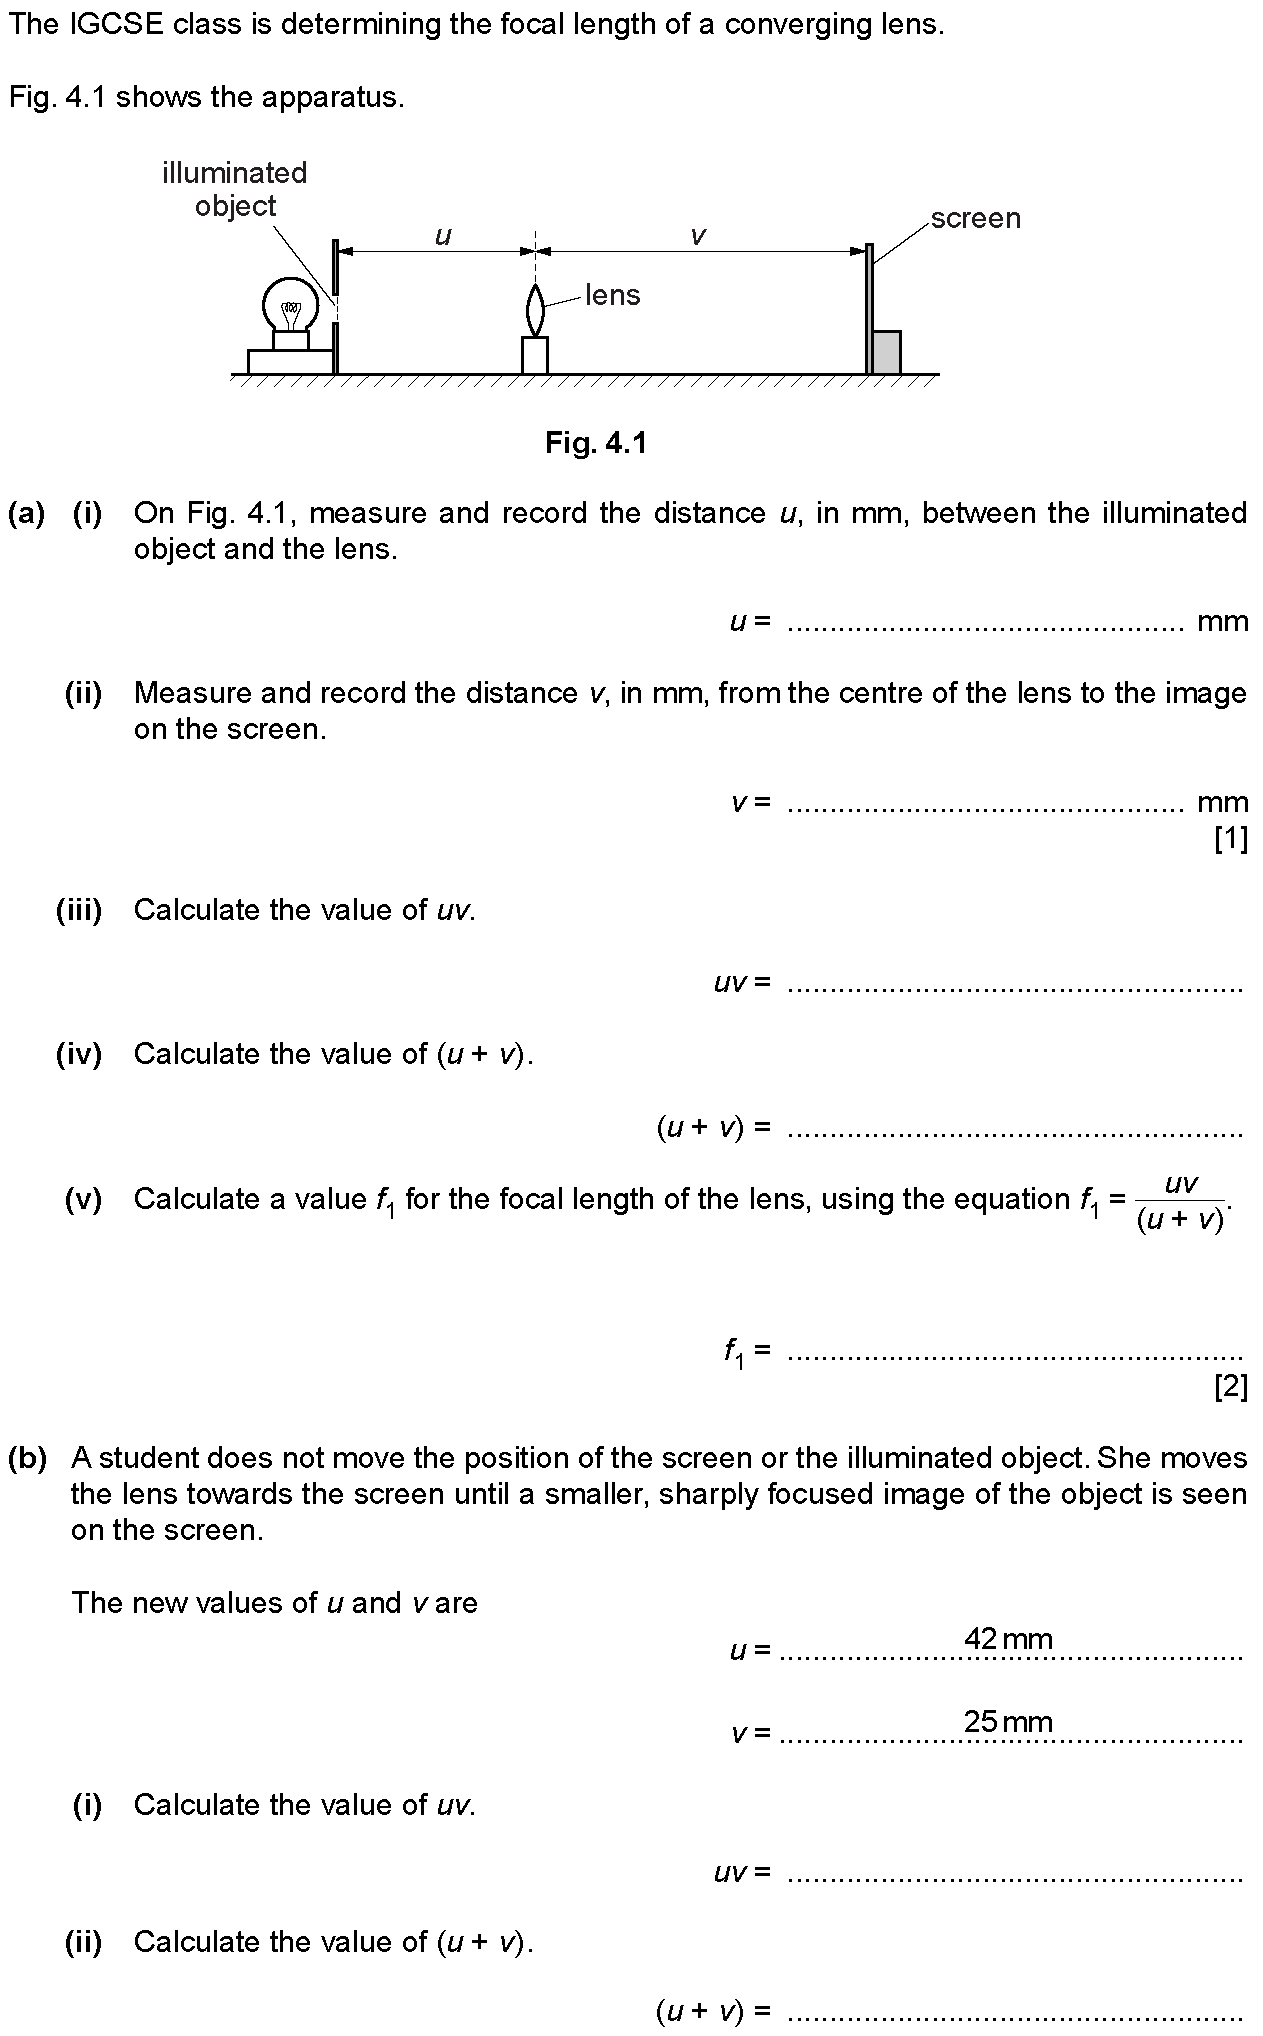 The IGCSE class is determining the focal length of a converging lens.
Fig. 4.1 shows the apparatus.
illuminated
object
u
v
screen
lens
Fig. 4.1
(a) (i) On Fig. 4.1, measure and record the distance u, in mm, between the illuminated
object and the lens.
u = ............................................... mm
(ii) Measure and record the distance v, in mm, from the centre of the lens to the image
on the screen.
v = ............................................... mm
[1]
(iii) Calculate the value of uv.
uv = ......................................................
(iv) Calculate the value of (u + v).
(u + v) = ......................................................
(v) Calculate a value f₁ for the focal length of the lens, using the equation f₁ = uv/(u + v).
f₁ = ......................................................
[2]
(b) A student does not move the position of the screen or the illuminated object. She moves
the lens towards the screen until a smaller, sharply focused image of the object is seen
on the screen.
The new values of u and v are
u = ......................42 mm.......................
v = ......................25 mm.......................
(i) Calculate the value of uv.
uv = ......................................................
(ii) Calculate the value of (u + v).
(u + v) = ......................................................